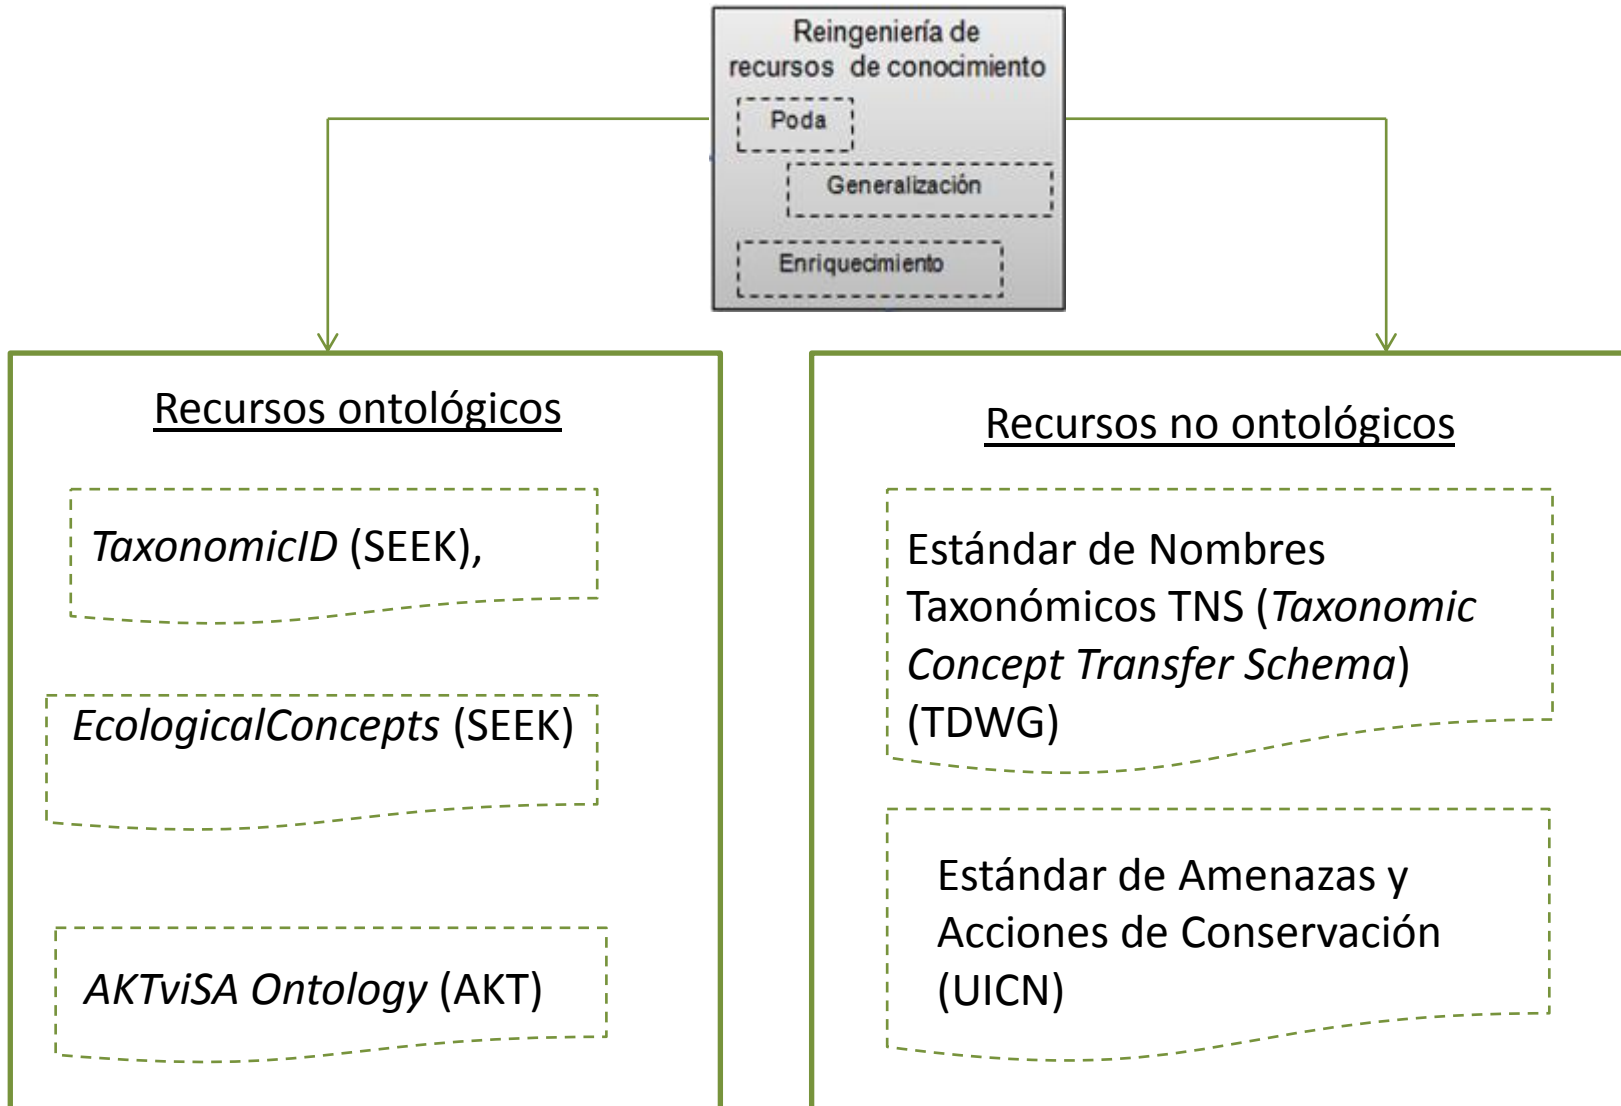 Reingeniería de
recursos de conocimiento
Poda
Generalización
Enriquecimiento
Recursos ontológicos
TaxonomicID (SEEK),
EcologicalConcepts (SEEK)
AKTviSA Ontology (AKT)
Recursos no ontológicos
Estándar de Nombres
Taxonómicos TNS (Taxonomic
Concept Transfer Schema)
(TDWG)
Estándar de Amenazas y
Acciones de Conservación
(UICN)